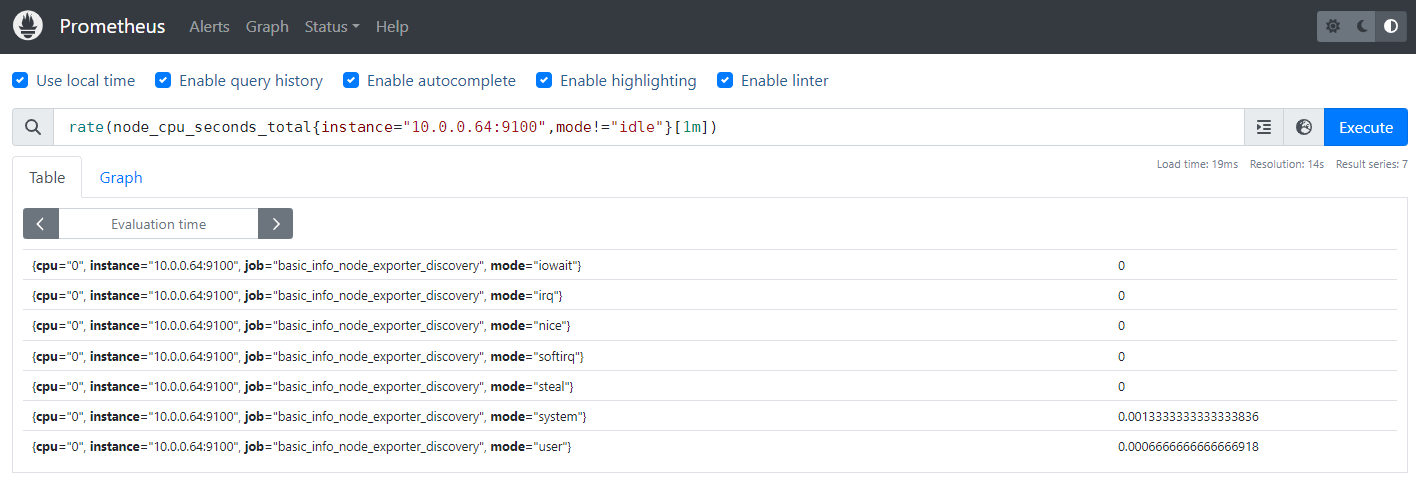 Prometheus Alerts Graph Status Help
Use local time Enable query history Enable autocomplete Enable highlighting Enable linter
rate(node_cpu_seconds_total{instance="10.0.0.64:9100",mode!="idle"}[1m]) Execute
Load time: 19ms Resolution: 14s Result series: 7
Table Graph
Evaluation time
{cpu="0", instance="10.0.0.64:9100", job="basic_info_node_exporter_discovery", mode="iowait"} 0
{cpu="0", instance="10.0.0.64:9100", job="basic_info_node_exporter_discovery", mode="irq"} 0
{cpu="0", instance="10.0.0.64:9100", job="basic_info_node_exporter_discovery", mode="nice"} 0
{cpu="0", instance="10.0.0.64:9100", job="basic_info_node_exporter_discovery", mode="softirq"} 0
{cpu="0", instance="10.0.0.64:9100", job="basic_info_node_exporter_discovery", mode="steal"} 0
{cpu="0", instance="10.0.0.64:9100", job="basic_info_node_exporter_discovery", mode="system"} 0.0013333333333333836
{cpu="0", instance="10.0.0.64:9100", job="basic_info_node_exporter_discovery", mode="user"} 0.0006666666666666918